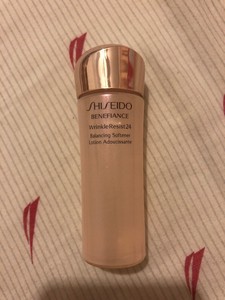 SHISEIDO
BENEFIANCE
WrinkleResist24
Balancing Softener
Lotion Adoucissante